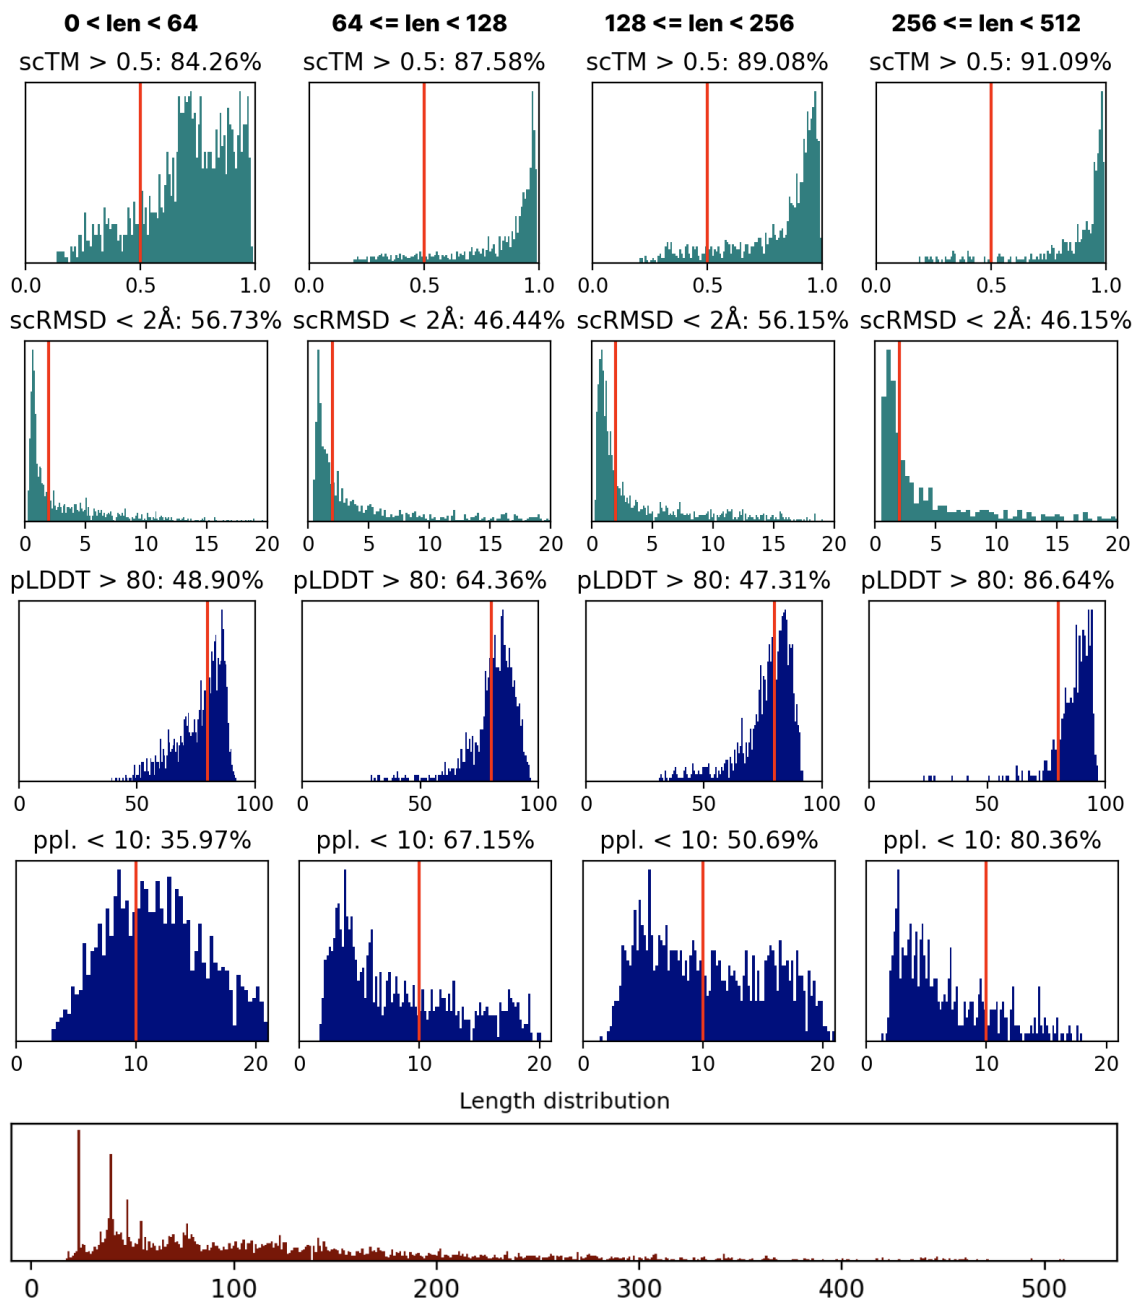 0 < len < 64 64 <= len < 128 128 <= len < 256 256 <= len < 512
scTM > 0.5: 84.26% scTM > 0.5: 87.58% scTM > 0.5: 89.08% scTM > 0.5: 91.09%
0.0 0.5 1.0 0.0 0.5 1.0 0.0 0.5 1.0 0.0 0.5 1.0
scRMSD < 2Å: 56.73% scRMSD < 2Å: 46.44% scRMSD < 2Å: 56.15% scRMSD < 2Å: 46.15%
0 5 10 15 20 0 5 10 15 20 0 5 10 15 20 0 5 10 15 20
pLDDT > 80: 48.90% pLDDT > 80: 64.36% pLDDT > 80: 47.31% pLDDT > 80: 86.64%
0 50 100 0 50 100 0 50 100 0 50 100
ppl. < 10: 35.97% ppl. < 10: 67.15% ppl. < 10: 50.69% ppl. < 10: 80.36%
0 10 20 0 10 20 0 10 20 0 10 20
Length distribution
0 100 200 300 400 500